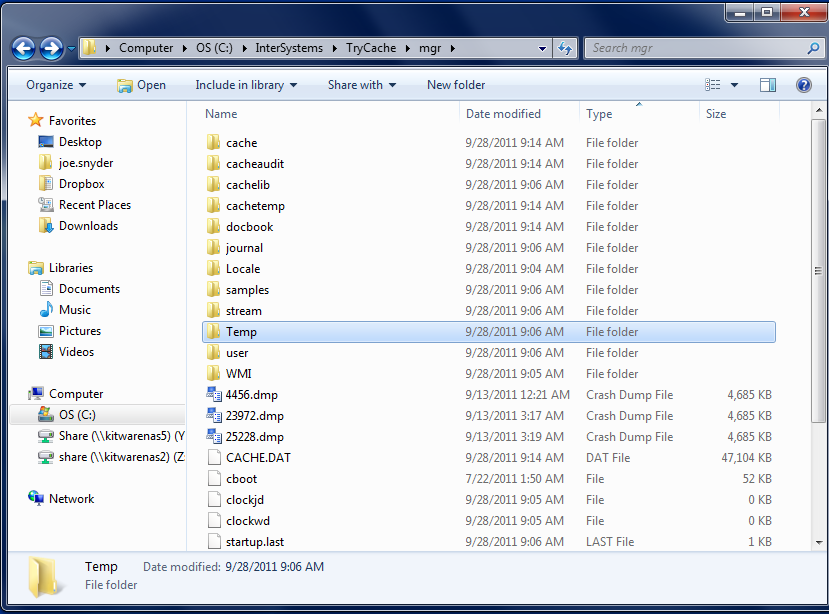 Computer OS (C:) InterSystems TryCache mgr Search mgr
Organize Open Include in library Share with New folder
Name Date modified Type Size
Favorites
Desktop
joe.snyder
Dropbox
Recent Places
Downloads
Libraries
Documents
Music
Pictures
Videos
Computer
OS (C:)
Share (\\kitwarenas5) (Y
share (\\kitwarenas2) (Z
Network
cache 9/28/2011 9:14 AM File folder
cacheaudit 9/28/2011 9:14 AM File folder
cachelib 9/28/2011 9:06 AM File folder
cachetemp 9/28/2011 9:14 AM File folder
docbook 9/28/2011 9:14 AM File folder
journal 9/28/2011 9:06 AM File folder
Locale 9/28/2011 9:04 AM File folder
samples 9/28/2011 9:06 AM File folder
stream 9/28/2011 9:06 AM File folder
Temp 9/28/2011 9:06 AM File folder
user 9/28/2011 9:06 AM File folder
WMI 9/28/2011 9:05 AM File folder
4456.dmp 9/13/2011 12:21 AM Crash Dump File 4,685 KB
23972.dmp 9/13/2011 3:17 AM Crash Dump File 4,685 KB
25228.dmp 9/13/2011 3:19 AM Crash Dump File 4,685 KB
CACHE.DAT 9/28/2011 9:14 AM DAT File 47,104 KB
cboot 7/22/2011 1:50 AM File 52 KB
clockjd 9/28/2011 9:05 AM File 0 KB
clockwd 9/28/2011 9:05 AM File 0 KB
startup.last 9/28/2011 9:06 AM LAST File 1 KB
Temp Date modified: 9/28/2011 9:06 AM
File folder